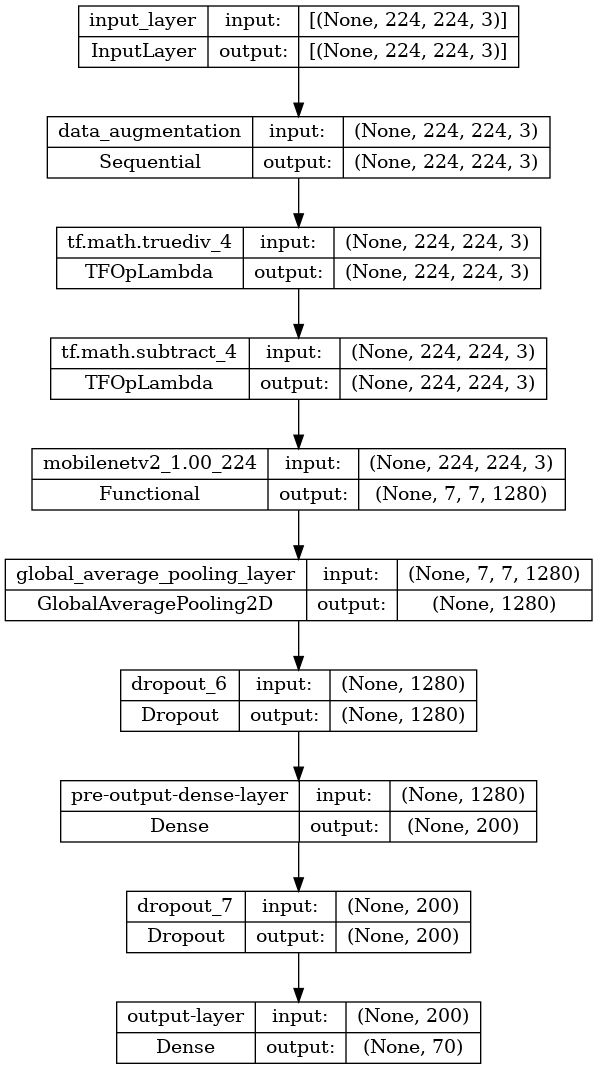 input_layer input: [(None, 224, 224, 3)]
InputLayer output: [(None, 224, 224, 3)]
data_augmentation input: (None, 224, 224, 3)
Sequential output: (None, 224, 224, 3)
tf.math.truediv_4 input: (None, 224, 224, 3)
TFOpLambda output: (None, 224, 224, 3)
tf.math.subtract_4 input: (None, 224, 224, 3)
TFOpLambda output: (None, 224, 224, 3)
mobilenetv2_1.00_224 input: (None, 224, 224, 3)
Functional output: (None, 7, 7, 1280)
global_average_pooling_layer input: (None, 7, 7, 1280)
GlobalAveragePooling2D output: (None, 1280)
dropout_6 input: (None, 1280)
Dropout output: (None, 1280)
pre-output-dense-layer input: (None, 1280)
Dense output: (None, 200)
dropout_7 input: (None, 200)
Dropout output: (None, 200)
output-layer input: (None, 200)
Dense output: (None, 70)